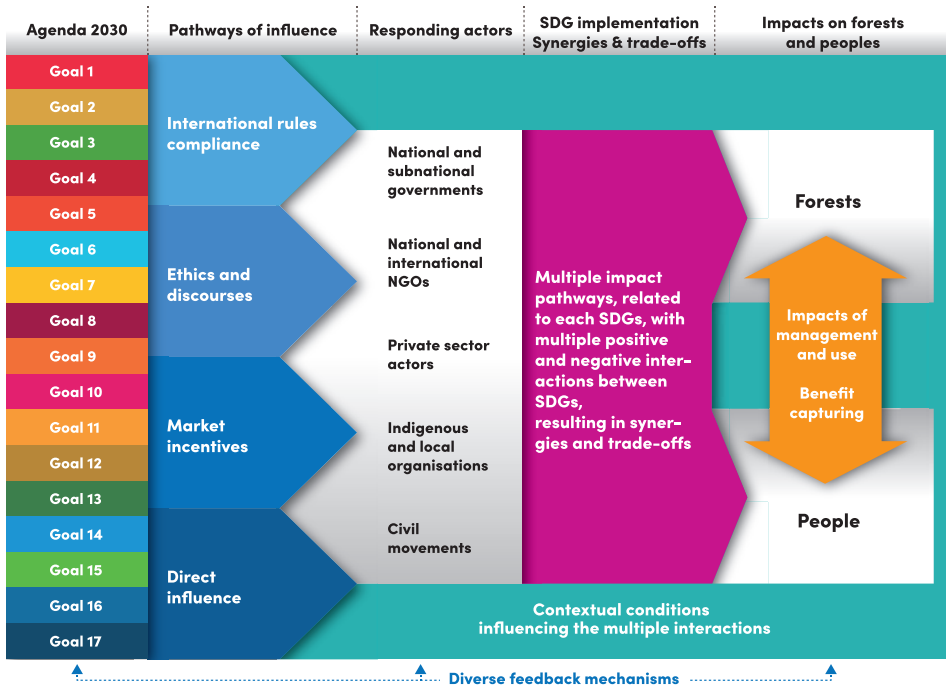 Agenda 2030
Pathways of influence
Responding actors
SDG implementation
Synergies & trade-offs
Impacts on forests
and peoples
Goal 1
Goal 2
Goal 3
Goal 4
Goal 5
Goal 6
Goal 7
Goal 8
Goal 9
Goal 10
Goal 11
Goal 12
Goal 13
Goal 14
Goal 15
Goal 16
Goal 17
International rules
compliance
Ethics and
discourses
Market
incentives
Direct
influence
National and
subnational
governments
National and
international
NGOs
Private sector
actors
Indigenous
and local
organisations
Civil
movements
Multiple impact
pathways, related
to each SDGs, with
multiple positive
and negative inter-
actions between
SDGs,
resulting in syner-
gies and trade-offs
Forests
Impacts of
management
and use
Benefit
capturing
People
Contextual conditions
influencing the multiple interactions
Diverse feedback mechanisms